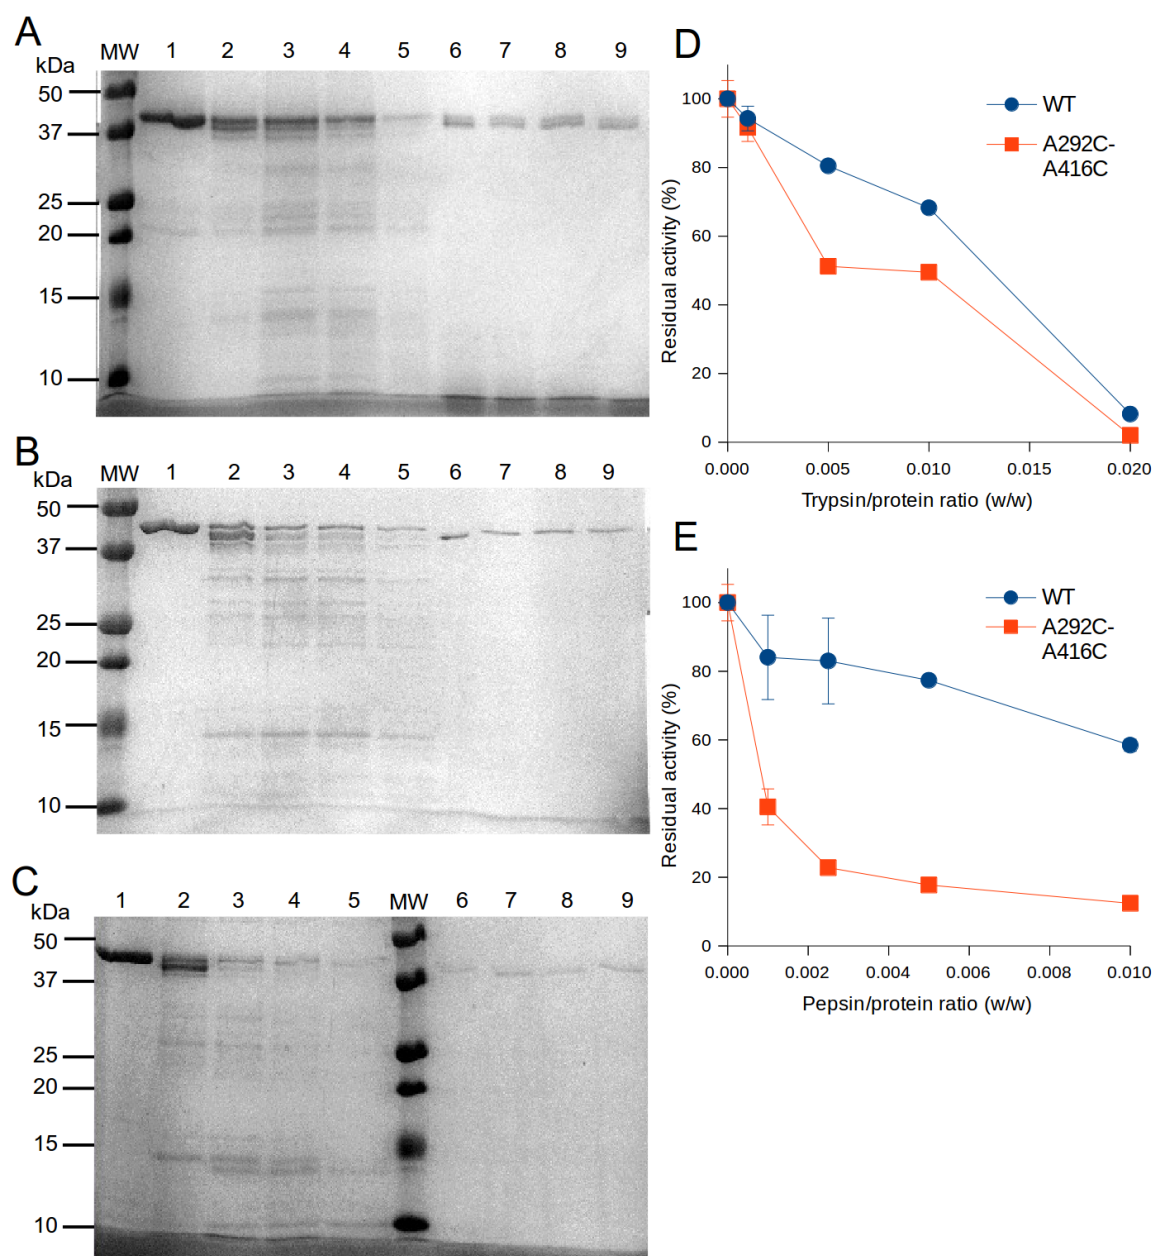 A
MW 1 2 3 4 5 6 7 8 9
kDa
50
37
25
20
15
10
B
MW 1 2 3 4 5 6 7 8 9
kDa
50
37
25
20
15
10
C
1 2 3 4 5 MW 6 7 8 9
kDa
50
37
25
20
15
10
D
WT
A292C-
A416C
Residual activity (%)
100
80
60
40
20
0
0.000 0.005 0.010 0.015 0.020
Trypsin/protein ratio (w/w)
E
WT
A292C-
A416C
Residual activity (%)
100
80
60
40
20
0
0.000 0.002 0.004 0.006 0.008 0.010
Pepsin/protein ratio (w/w)